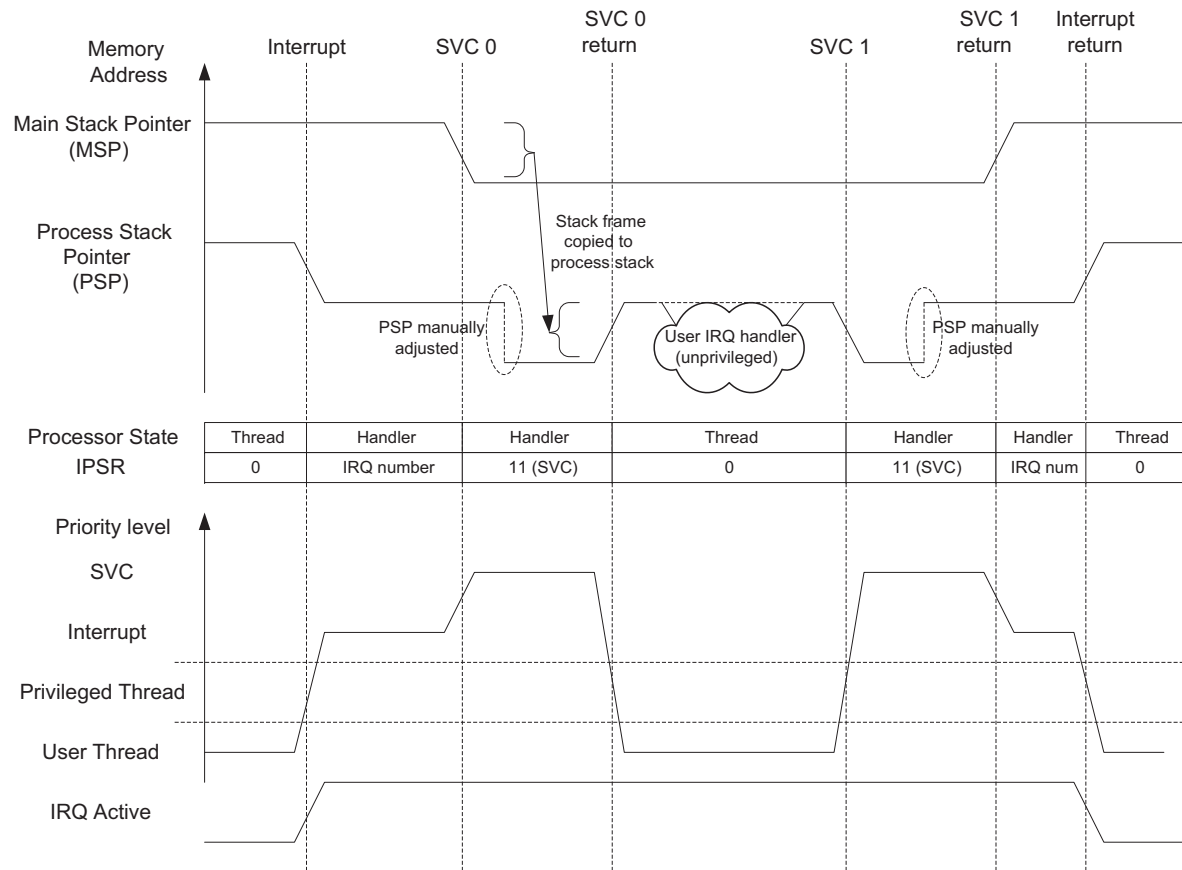 Memory
Address
Interrupt
SVC 0
SVC 0
return
SVC 1
SVC 1
return
Interrupt
return
Main Stack Pointer
(MSP)
Process Stack
Pointer
(PSP)
Stack frame
copied to
process stack
PSP manually
adjusted
User IRQ handler
(unprivileged)
PSP manually
adjusted
Processor State
Thread
Handler
Handler
Thread
Handler
Handler
Thread
IPSR
0
IRQ number
11 (SVC)
0
11 (SVC)
IRQ num
0
Priority level
SVC
Interrupt
Privileged Thread
User Thread
IRQ Active